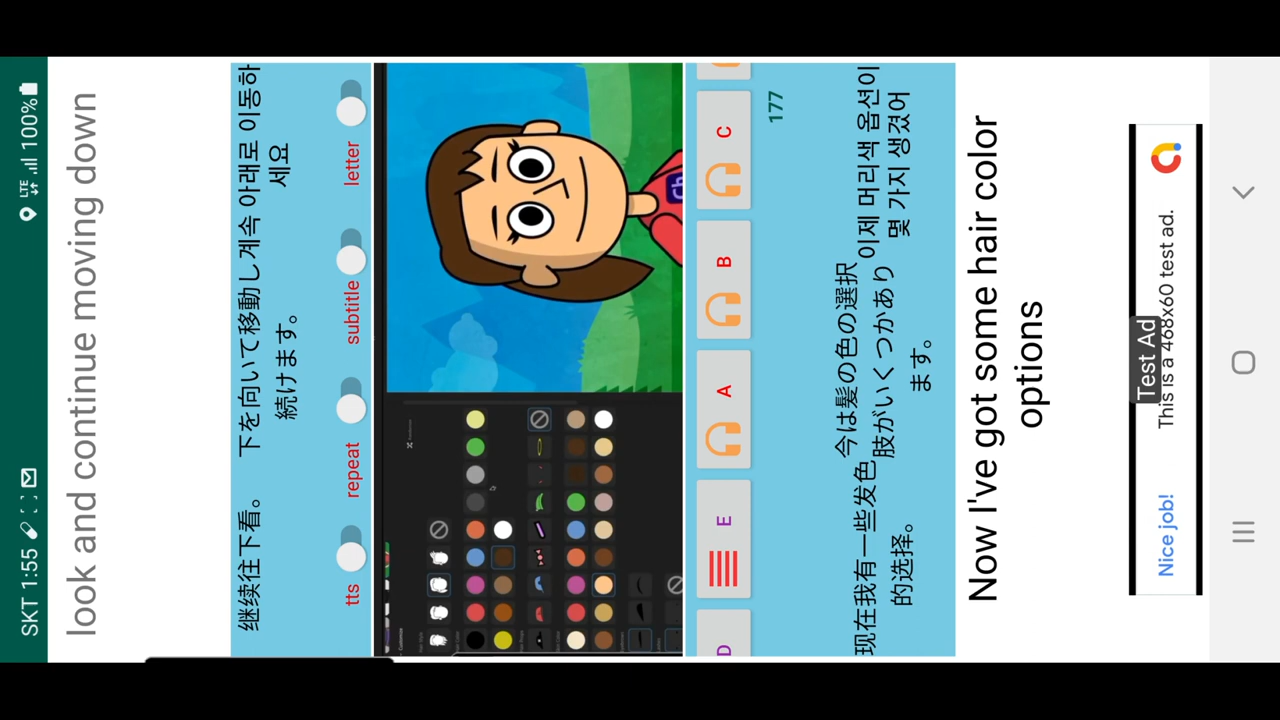 SKT 1:55 LTE 100%
look and continue moving down
继续往下看。
下を向いて移動し
続けます。
계속 아래로 이동하
세요
tts repeat subtitle letter
Customize
Ch
D E A B C
177
现在我有一些发色
的选择。
今は髪の色の選択
肢がいくつかあり
ます。
이제 머리색 옵션이
몇 가지 생겼어
Now I've got some hair color
options
Nice job! This is a 468x60 test ad.
Test Ad